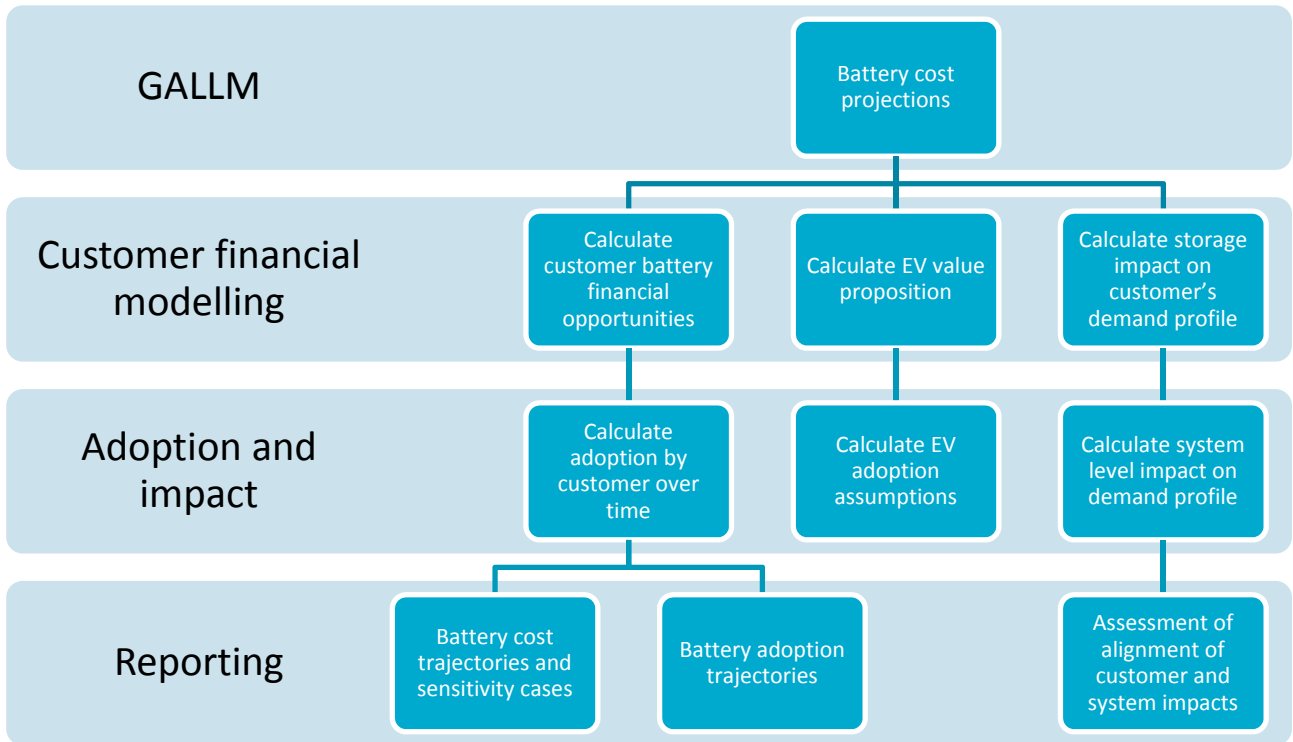 GALLM
Battery cost
projections
Customer financial
modelling
Calculate
customer battery
financial
opportunities
Calculate EV value
proposition
Calculate storage
impact on
customer’s
demand profile
Adoption and
impact
Calculate
adoption by
customer over
time
Calculate EV
adoption
assumptions
Calculate system
level impact on
demand profile
Reporting
Battery cost
trajectories and
sensitivity cases
Battery adoption
trajectories
Assessment of
alignment of
customer and
system impacts